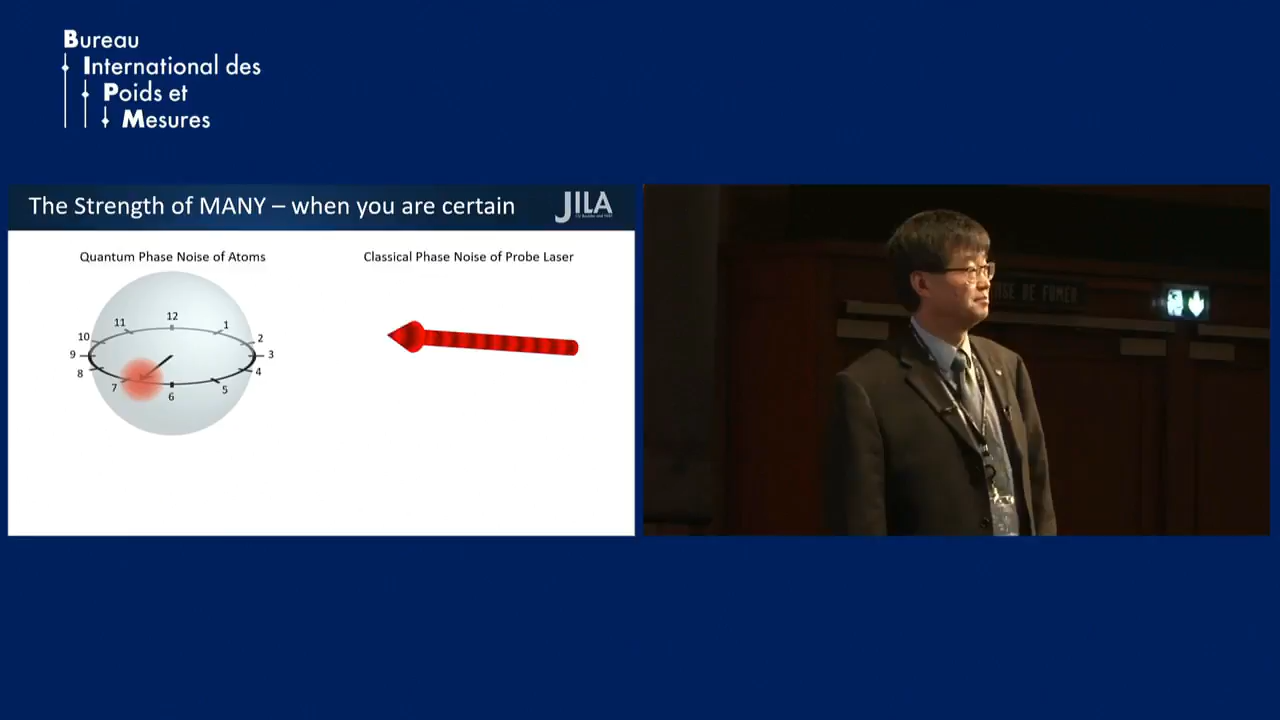 Bureau
International des
Poids et
Mesures
The Strength of MANY – when you are certain
JILA
Quantum Phase Noise of Atoms
Classical Phase Noise of Probe Laser
12
11
1
10
2
9
3
8
4
7
5
6
DE FUMER